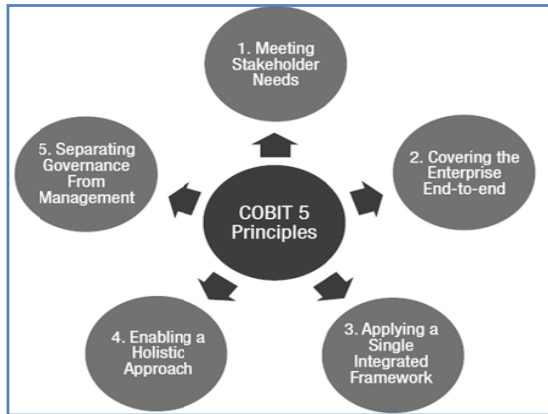 1. Meeting
Stakeholder
Needs
2. Covering the
Enterprise
End-to-end
3. Applying a
Single
Integrated
Framework
4. Enabling a
Holistic
Approach
5. Separating
Governance
From
Management
COBIT 5
Principles